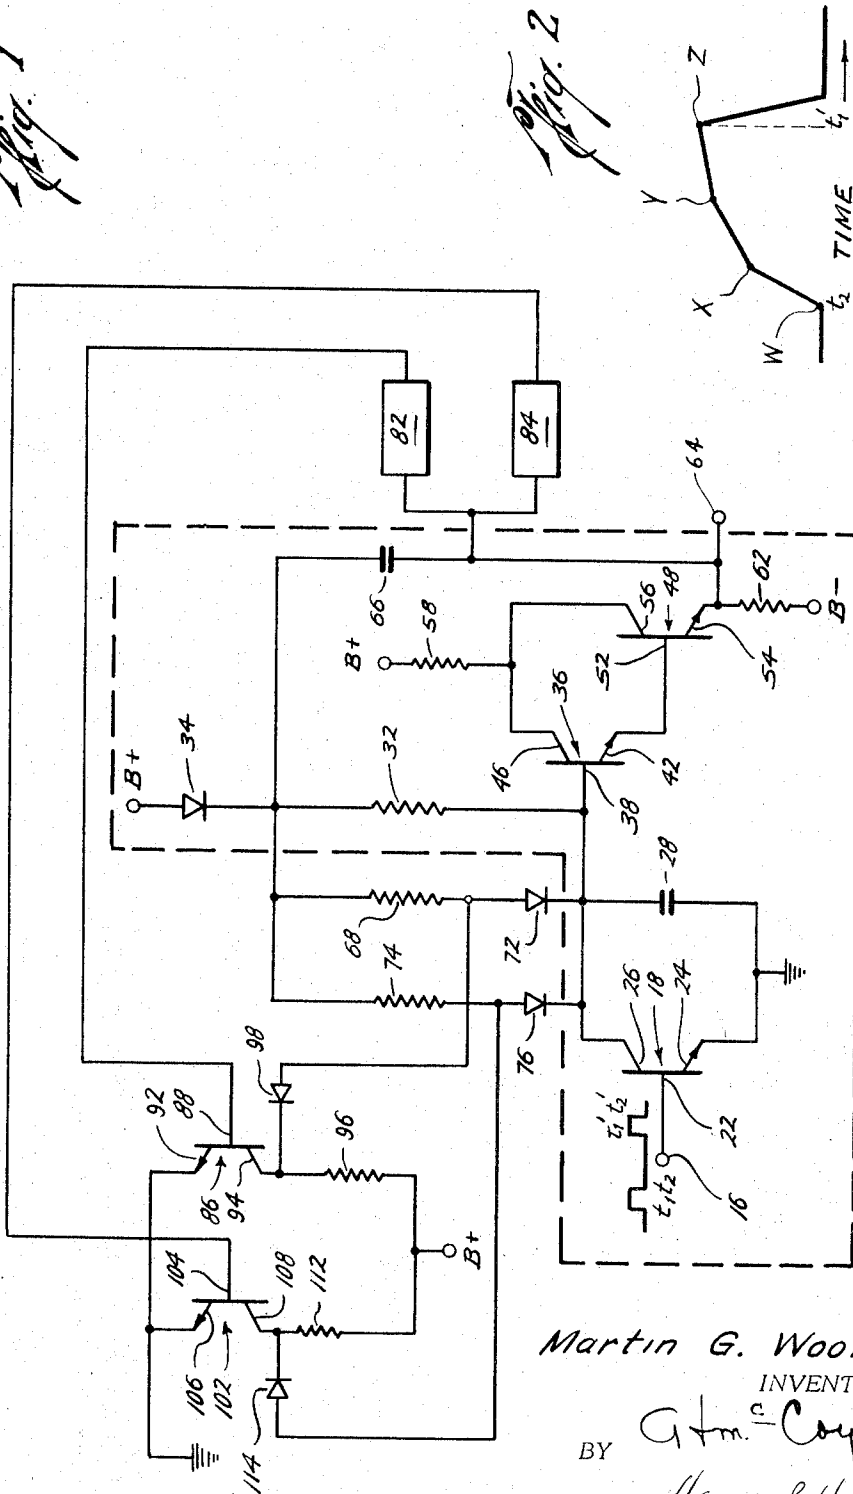 Fig. 1
Fig. 2
Z
Y
X
W
t₂
t₁'
TIME
82
84
64
66
B+
58
56
48
62
B-
52
54
36
46
42
38
B+
34
32
28
68
74
72
76
26
18
24
22
16
t₁ t₂ t₁' t₂'
98
92
88
86
94
96
B+
104
108
112
106
102
114
Martin G. Woo
INVENT
BY